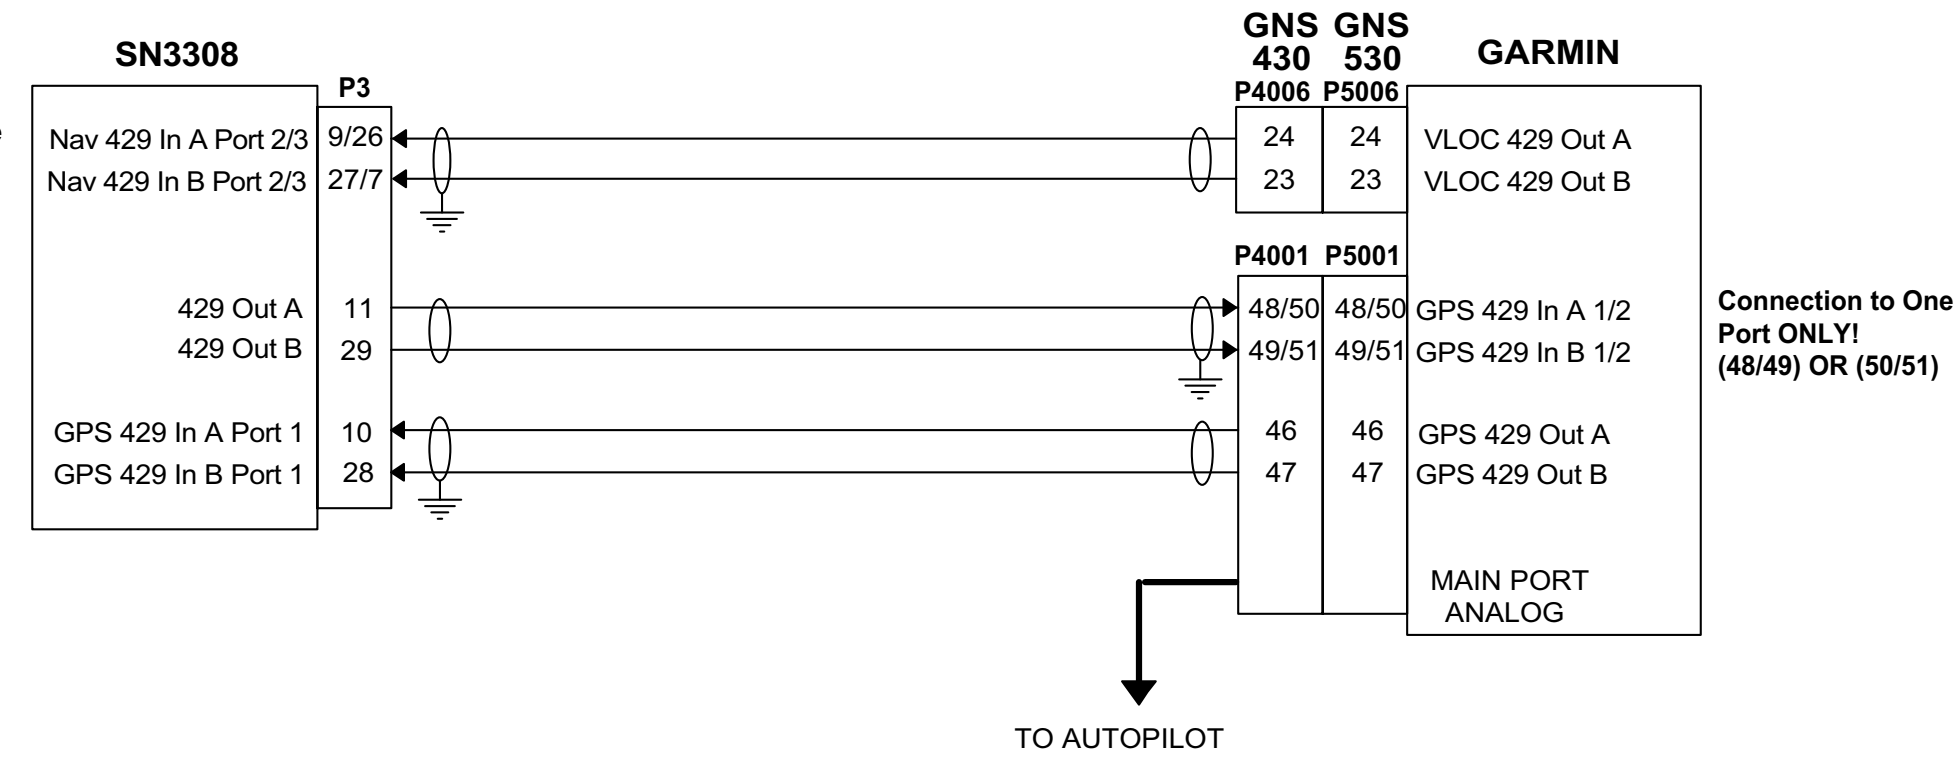 SN3308
P3
GNS GNS
430 530
P4006 P5006
GARMIN
e
Nav 429 In A Port 2/3 9/26 24 24 VLOC 429 Out A
Nav 429 In B Port 2/3 27/7 23 23 VLOC 429 Out B
P4001 P5001
429 Out A 11 48/50 48/50 GPS 429 In A 1/2
429 Out B 29 49/51 49/51 GPS 429 In B 1/2
Connection to One
Port ONLY!
(48/49) OR (50/51)
GPS 429 In A Port 1 10 46 46 GPS 429 Out A
GPS 429 In B Port 1 28 47 47 GPS 429 Out B
MAIN PORT
ANALOG
TO AUTOPILOT